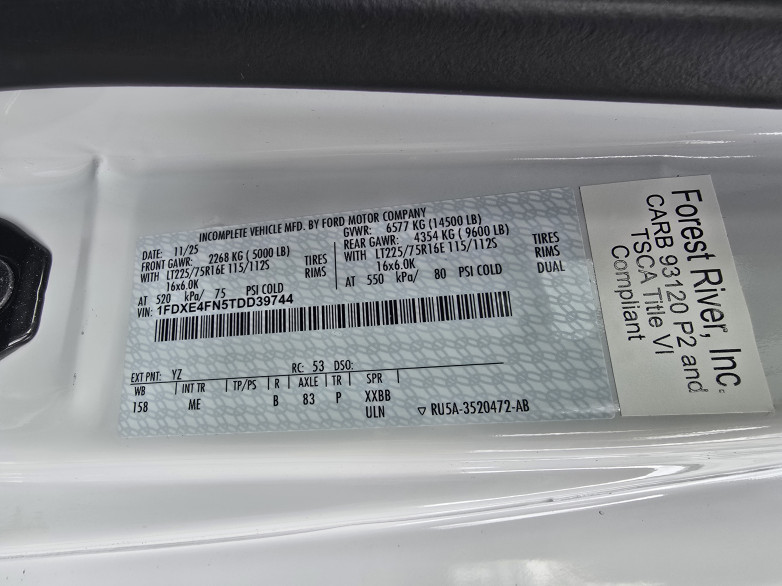 INCOMPLETE VEHICLE MFD. BY FORD MOTOR COMPANY
DATE: 11/25 GVWR: 6577 KG (14500 LB)
FRONT GAWR: 2268 KG (5000 LB) REAR GAWR: 4354 KG (9600 LB)
WITH LT225/75R16E 115/112S TIRES WITH LT225/75R16E 115/112S TIRES
16x6.0K RIMS 16x6.0K RIMS
AT 520 kPa/ 75 PSI COLD AT 550 kPa/ 80 PSI COLD DUAL
VIN: 1FDXE4FN5TDD39744
EXT PNT: YZ RC: 53 DSO:
WB INT TR TP/PS R AXLE TR SPR
158 ME B 83 P XXBB
ULN ▽ RU5A-3520472-AB
Forest River, Inc.
CARB 93120 P2 and
TSCA Title VI
Compliant